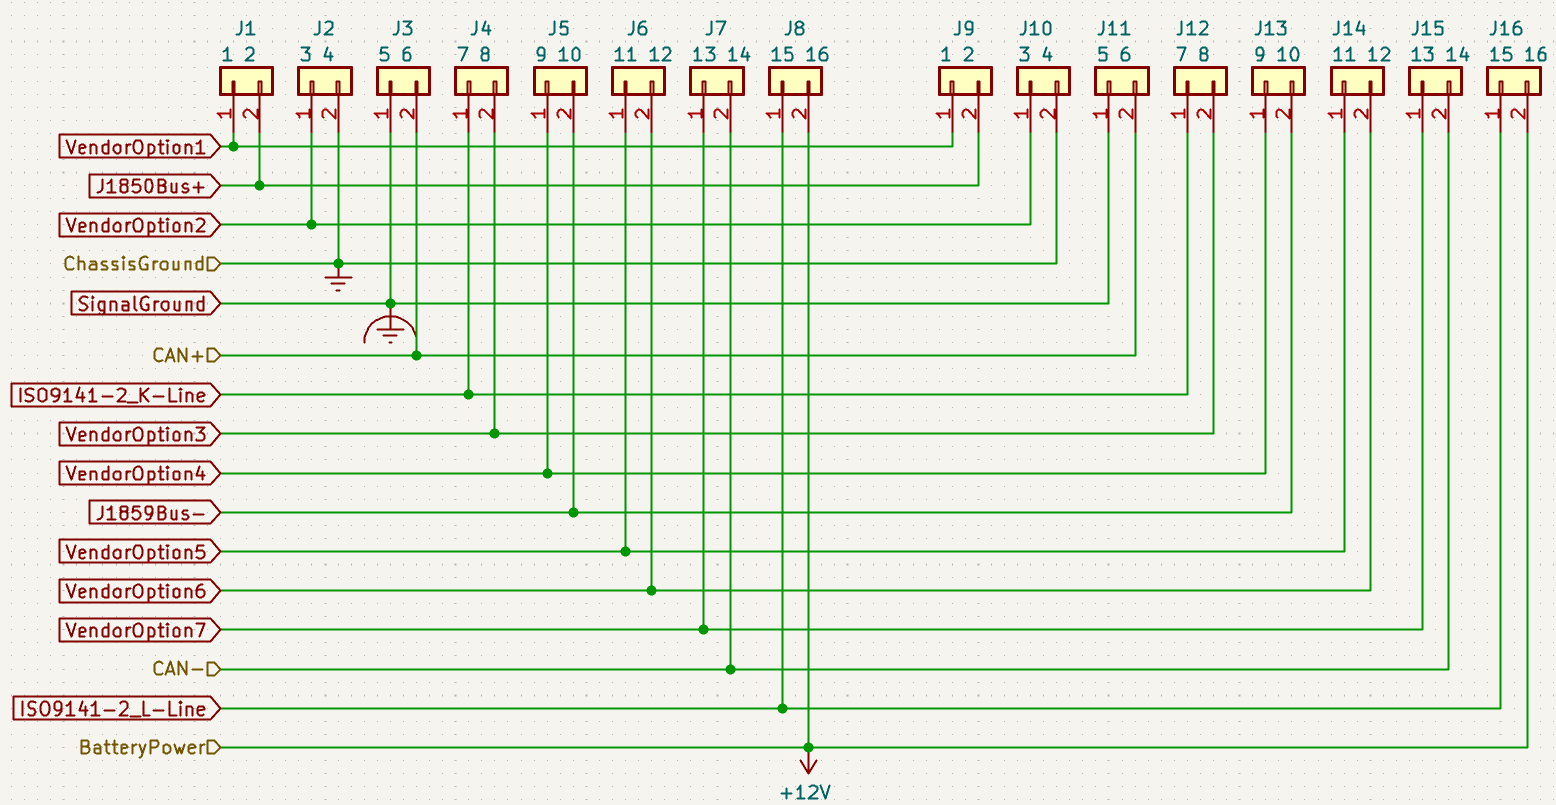 J1 J2 J3 J4 J5 J6 J7 J8 J9 J10 J11 J12 J13 J14 J15 J16
1 2 3 4 5 6 7 8 9 10 11 12 13 14 15 16 1 2 3 4 5 6 7 8 9 10 11 12 13 14 15 16
1 2 1 2 1 2 1 2 1 2 1 2 1 2 1 2 1 2 1 2 1 2 1 2 1 2 1 2 1 2 1 2
VendorOption1
J1850Bus+
VendorOption2
ChassisGround
SignalGround
CAN+
ISO9141-2_K-Line
VendorOption3
VendorOption4
J1859Bus-
VendorOption5
VendorOption6
VendorOption7
CAN-
ISO9141-2_L-Line
BatteryPower
+12V